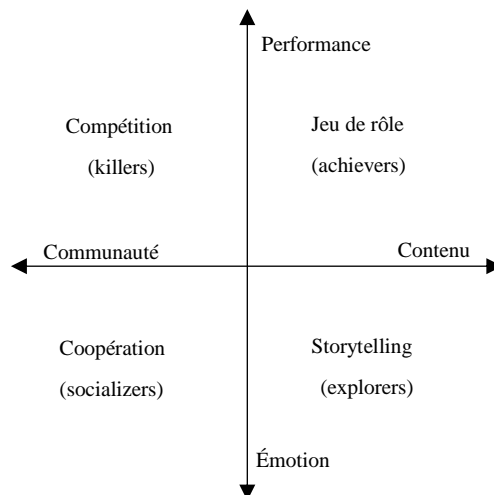 Performance
Compétition
(killers)
Jeu de rôle
(achievers)
Communauté
Contenu
Coopération
(socializers)
Storytelling
(explorers)
Émotion